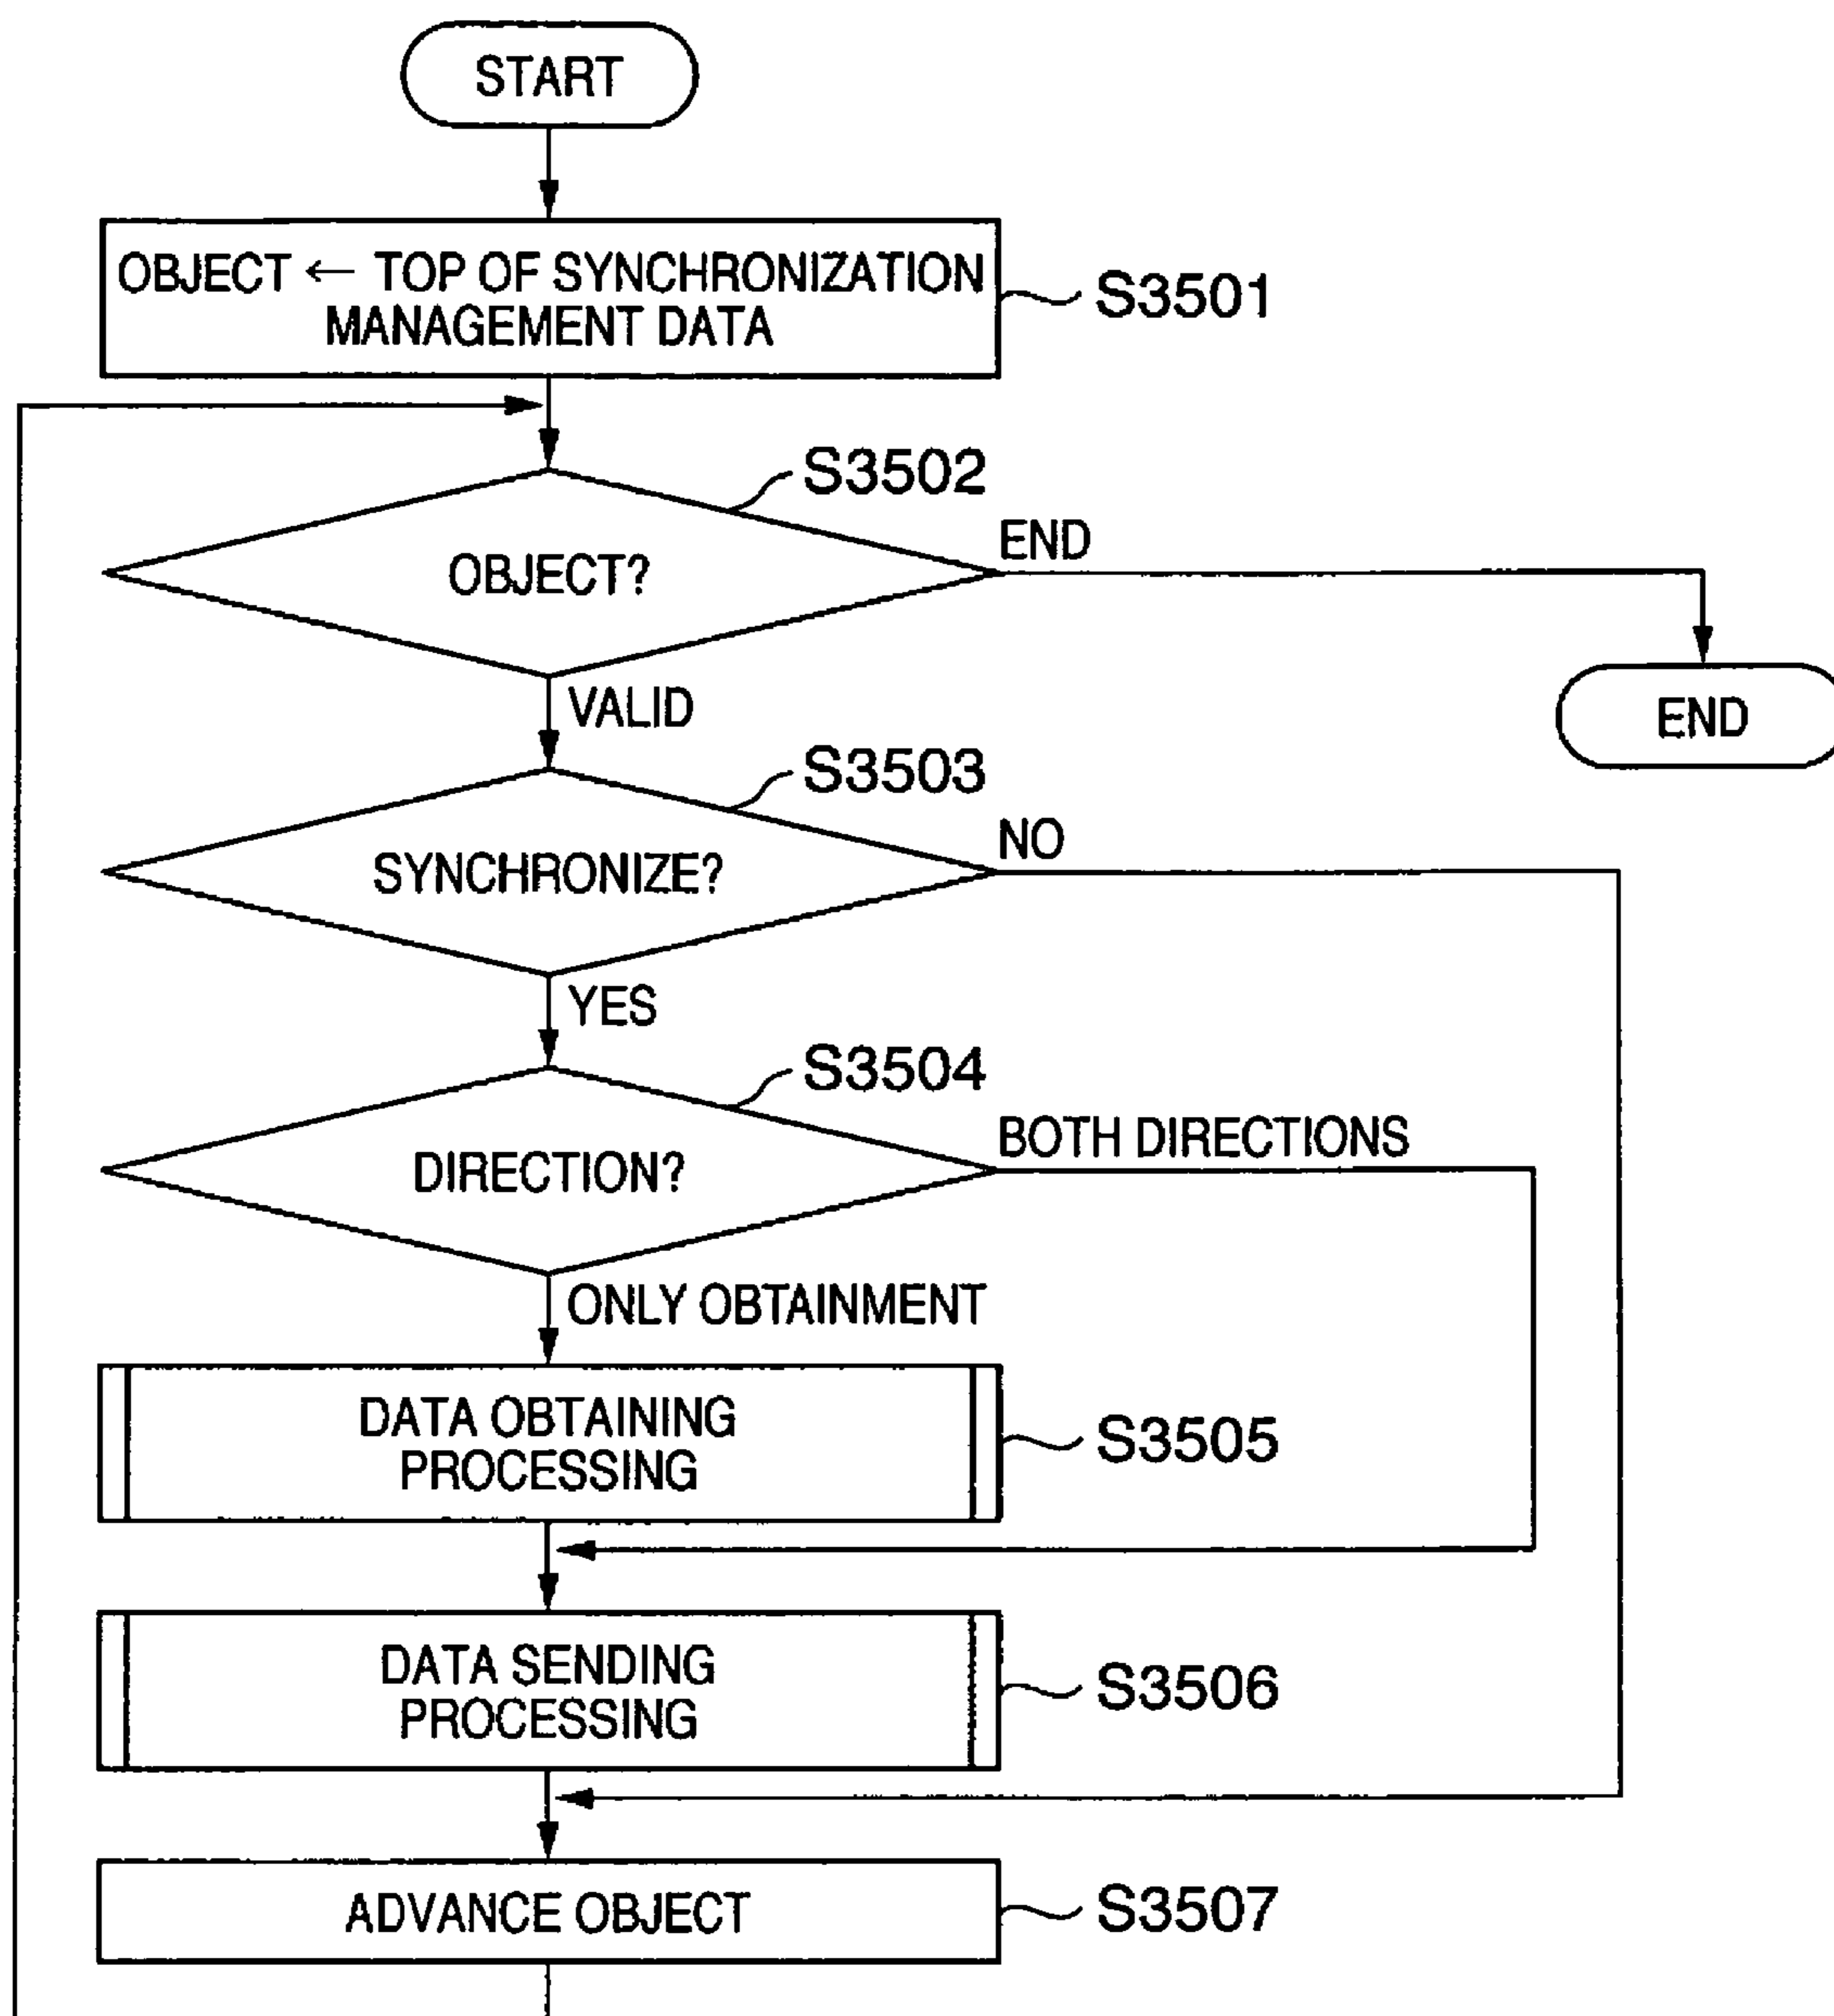 START
OBJECT ← TOP OF SYNCHRONIZATION
MANAGEMENT DATA
S3501
S3502
OBJECT?
END
VALID
END
S3503
SYNCHRONIZE?
NO
YES
S3504
DIRECTION?
BOTH DIRECTIONS
ONLY OBTAINMENT
DATA OBTAINING
PROCESSING
S3505
DATA SENDING
PROCESSING
S3506
ADVANCE OBJECT
S3507